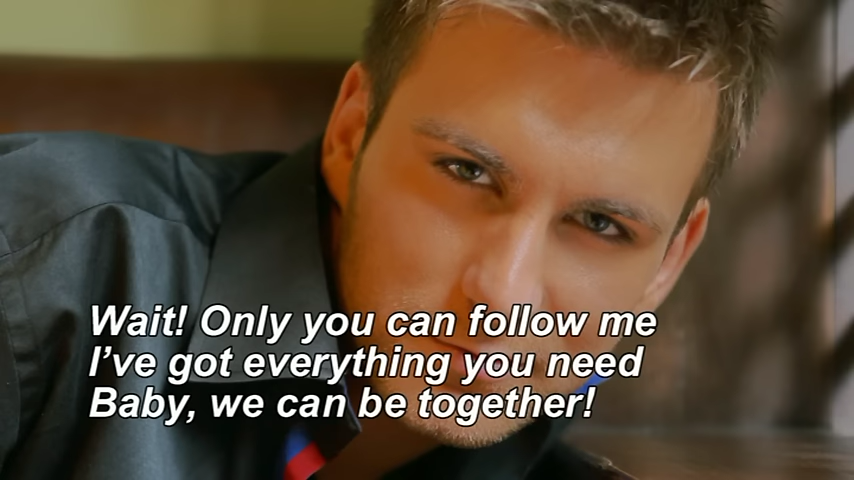 Wait! Only you can follow me
I’ve got everything you need
Baby, we can be together!